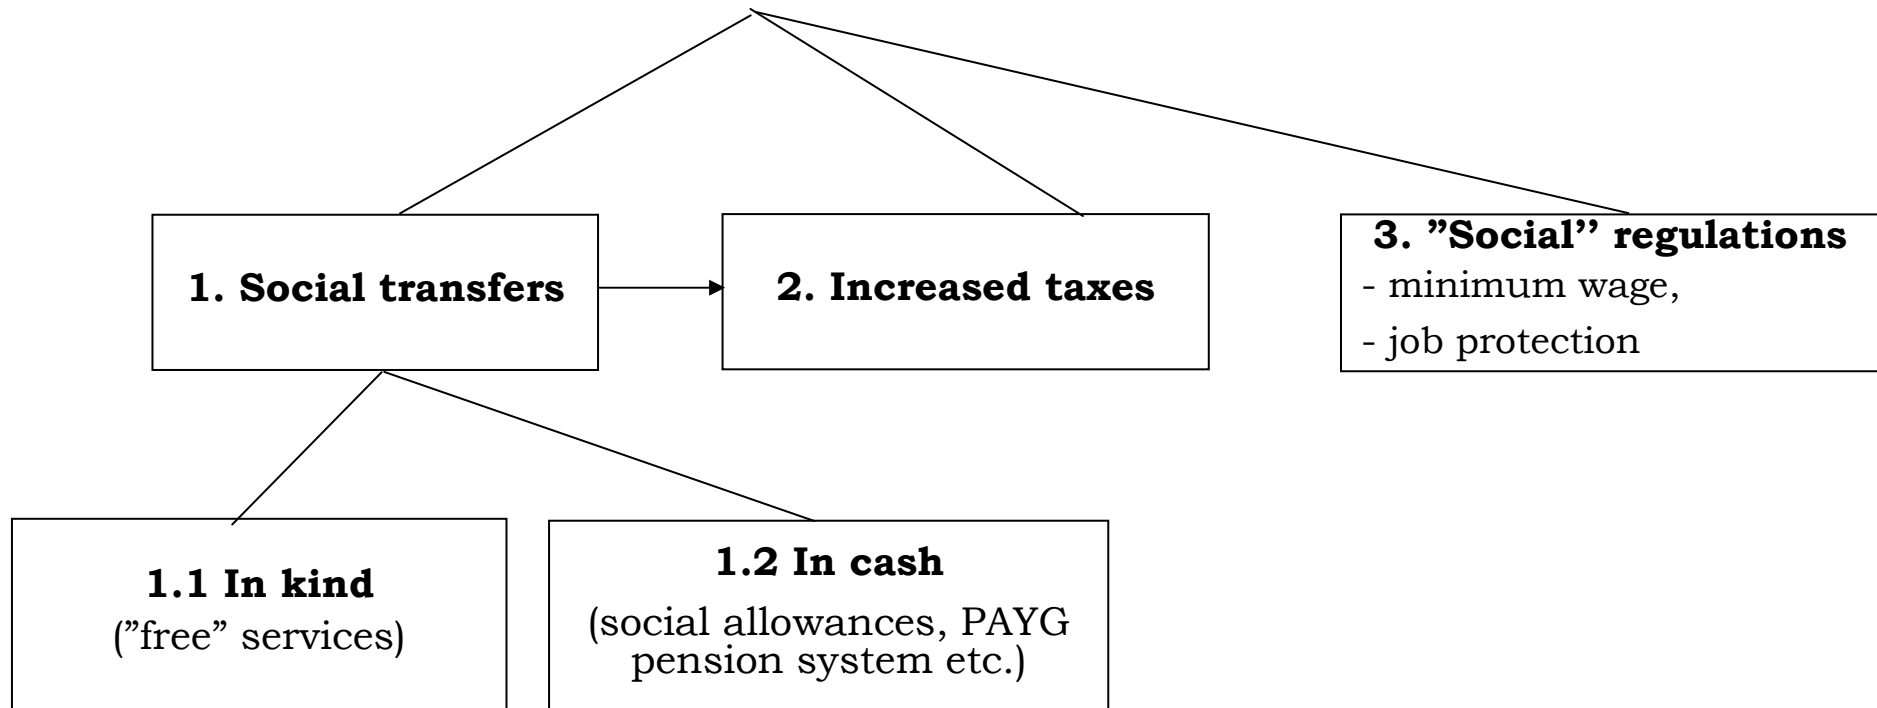 1. Social transfers
2. Increased taxes
3. ”Social’’ regulations
- minimum wage,
- job protection
1.1 In kind
(”free” services)
1.2 In cash
(social allowances, PAYG
pension system etc.)